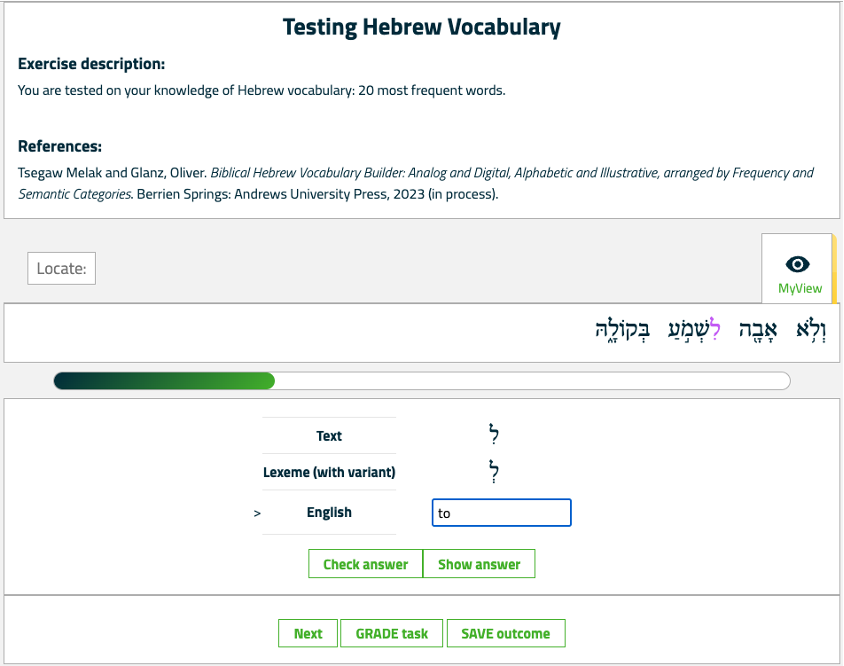 Testing Hebrew Vocabulary
Exercise description:
You are tested on your knowledge of Hebrew vocabulary: 20 most frequent words.
References:
Tsegaw Melak and Glanz, Oliver. Biblical Hebrew Vocabulary Builder: Analog and Digital, Alphabetic and Illustrative, arranged by Frequency and
Semantic Categories. Berrien Springs: Andrews University Press, 2023 (in process).
Locate:
MyView
וְלֹ֥א אָבָ֖ה לִשְׁמֹ֣עַ בְּקוֹלָ֑הּ
Text לִ
Lexeme (with variant) לְ
> English to
Check answer Show answer
Next GRADE task SAVE outcome